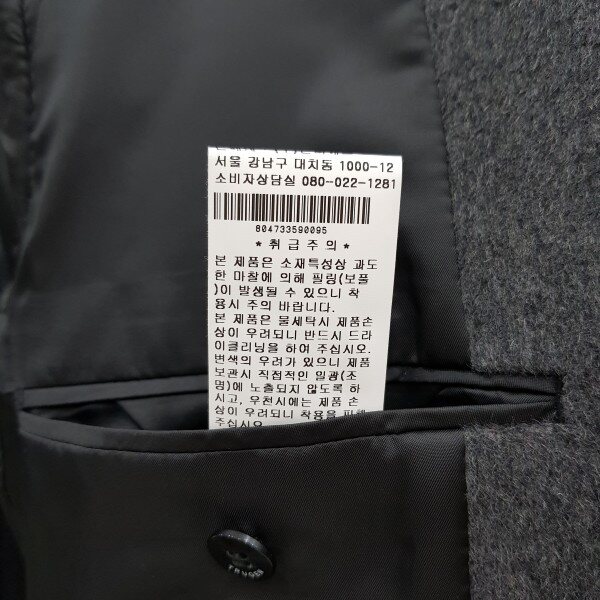 서울 강남구 대치동 1000-12
소비자상담실 080-022-1281
804733590095
*취급주의*
본 제품은 소재특성상 과도
한 마찰에 의해 필링(보플
)이 발생될 수 있으니 착
용시 주의 바랍니다.
본 제품은 물세탁시 제품손
상이 우려되니 반드시 드라
이클리닝을 하여 주십시오.
변색의 우려가 있으니 제품
보관시 직접적인 일광(조
명)에 노출되지 않도록 하
시고, 우천시에는 제품 손
상이 우려되니 착용을 피해
주십시오